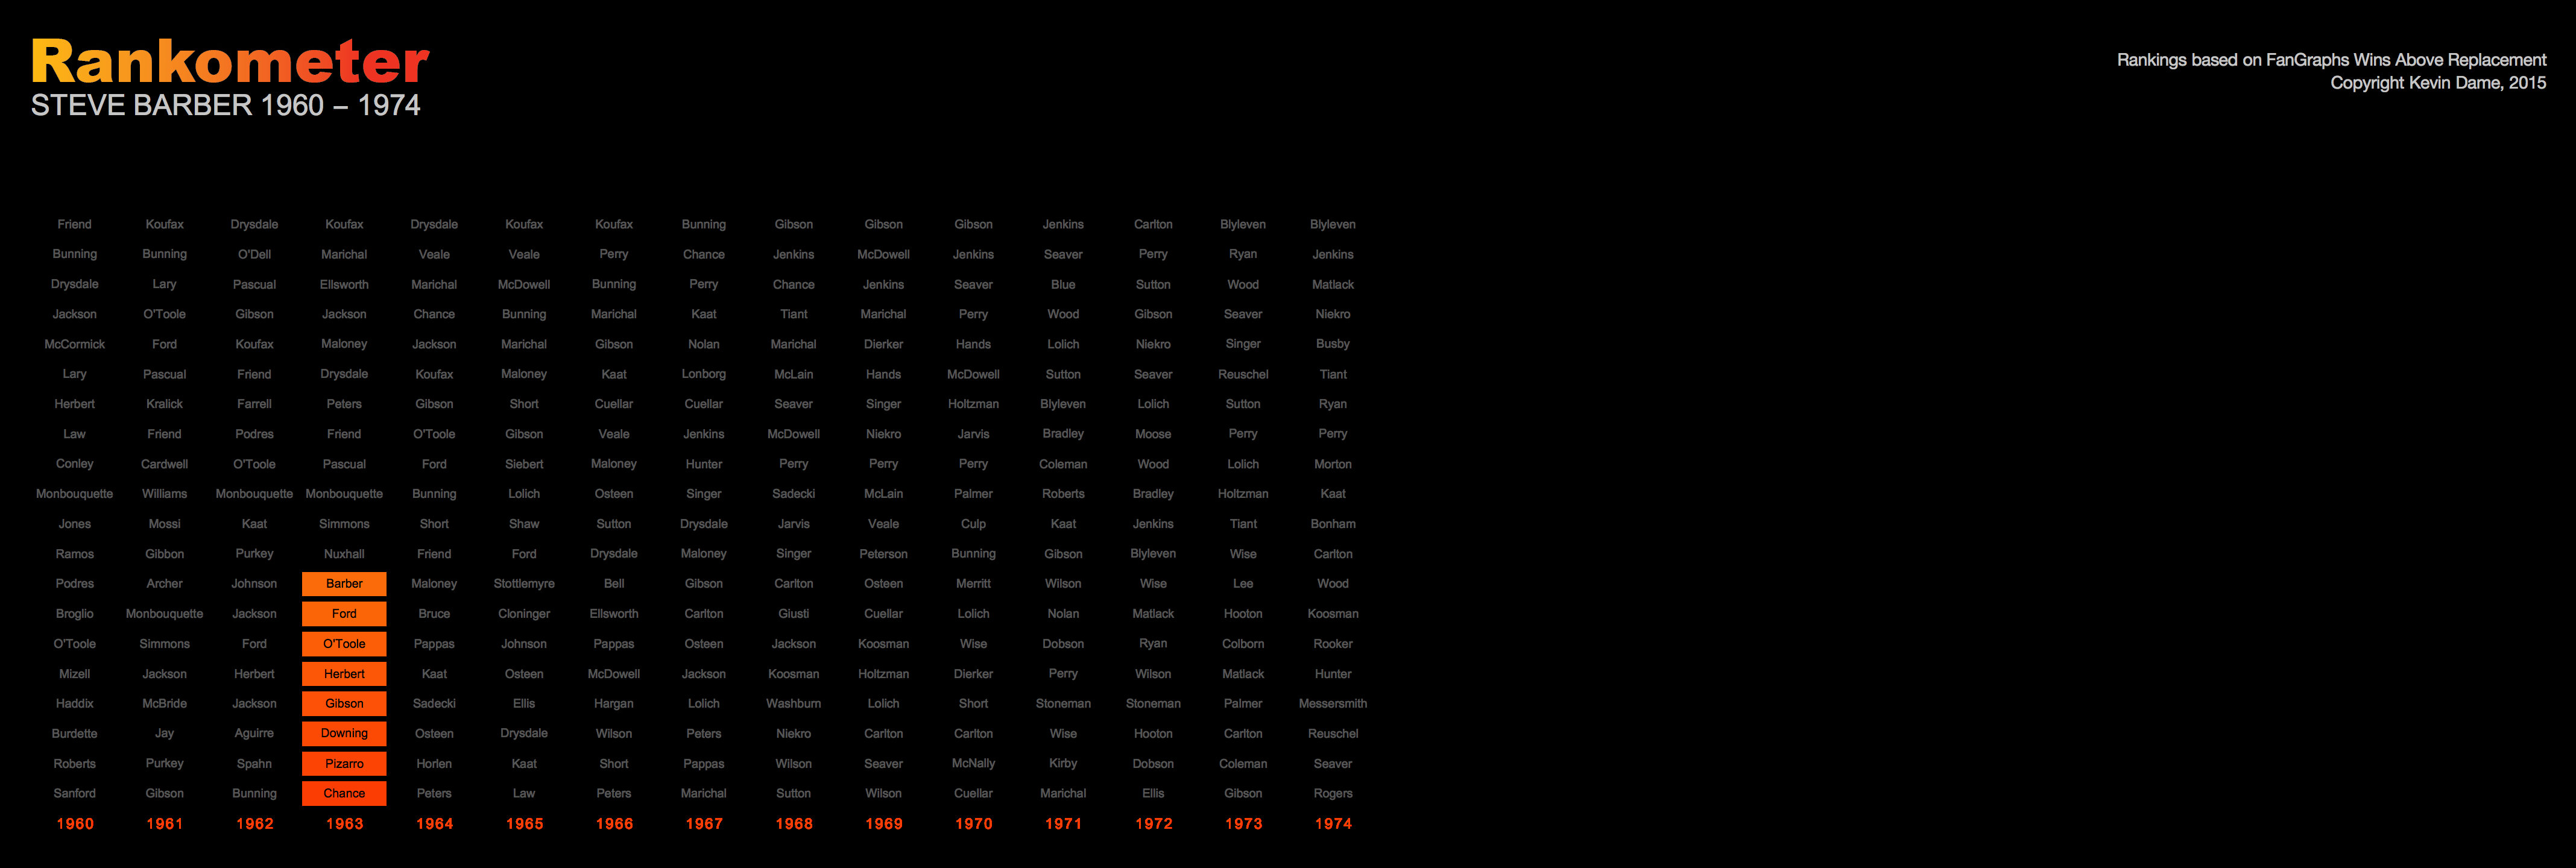 Rankometer
STEVE BARBER 1960 – 1974
Rankings based on FanGraphs Wins Above Replacement
Copyright Kevin Dame, 2015
Friend Koufax Drysdale Koufax Drysdale Koufax Koufax Bunning Gibson Gibson Gibson Jenkins Carlton Blyleven Blyleven
Bunning Bunning O'Dell Marichal Veale Veale Perry Chance Jenkins McDowell Jenkins Seaver Perry Ryan Jenkins
Drysdale Lary Pascual Ellsworth Marichal McDowell Bunning Perry Chance Jenkins Seaver Blue Sutton Wood Matlack
Jackson O'Toole Gibson Jackson Chance Bunning Marichal Kaat Tiant Marichal Perry Wood Gibson Seaver Niekro
McCormick Ford Koufax Maloney Jackson Marichal Gibson Nolan Marichal Dierker Hands Lolich Niekro Singer Busby
Lary Pascual Friend Drysdale Koufax Maloney Kaat Lonborg McLain Hands McDowell Sutton Seaver Reuschel Tiant
Herbert Kralick Farrell Peters Gibson Short Cuellar Cuellar Seaver Singer Holtzman Blyleven Lolich Sutton Ryan
Law Friend Podres Friend O'Toole Gibson Veale Jenkins McDowell Niekro Jarvis Bradley Moose Perry Perry
Conley Cardwell O'Toole Pascual Ford Siebert Maloney Hunter Perry Perry Perry Coleman Wood Lolich Morton
Monbouquette Williams Monbouquette Monbouquette Bunning Lolich Osteen Singer Sadecki McLain Palmer Roberts Bradley Holtzman Kaat
Jones Mossi Kaat Simmons Short Shaw Sutton Drysdale Jarvis Veale Culp Kaat Jenkins Tiant Bonham
Ramos Gibbon Purkey Nuxhall Friend Ford Drysdale Maloney Singer Peterson Bunning Gibson Blyleven Wise Carlton
Podres Archer Johnson Barber Maloney Stottlemyre Bell Gibson Carlton Osteen Merritt Wilson Wise Lee Wood
Broglio Monbouquette Jackson Ford Bruce Cloninger Ellsworth Carlton Giusti Cuellar Lolich Nolan Matlack Hooton Koosman
O'Toole Simmons Ford O'Toole Pappas Johnson Pappas Osteen Jackson Koosman Wise Dobson Ryan Colborn Rooker
Mizell Jackson Herbert Herbert Kaat Osteen McDowell Jackson Koosman Holtzman Dierker Perry Wilson Matlack Hunter
Haddix McBride Jackson Gibson Sadecki Ellis Hargan Lolich Washburn Lolich Short Stoneman Stoneman Palmer Messersmith
Burdette Jay Aguirre Downing Osteen Drysdale Wilson Peters Niekro Carlton Carlton Wise Hooton Carlton Reuschel
Roberts Purkey Spahn Pizarro Horlen Kaat Short Pappas Wilson Seaver McNally Kirby Dobson Coleman Seaver
Sanford Gibson Bunning Chance Peters Law Peters Marichal Sutton Wilson Cuellar Marichal Ellis Gibson Rogers
1960 1961 1962 1963 1964 1965 1966 1967 1968 1969 1970 1971 1972 1973 1974